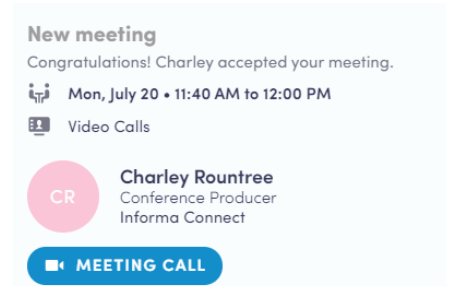 New meeting
Congratulations! Charley accepted your meeting.
Mon, July 20 • 11:40 AM to 12:00 PM
Video Calls
CR
Charley Rountree
Conference Producer
Informa Connect
MEETING CALL